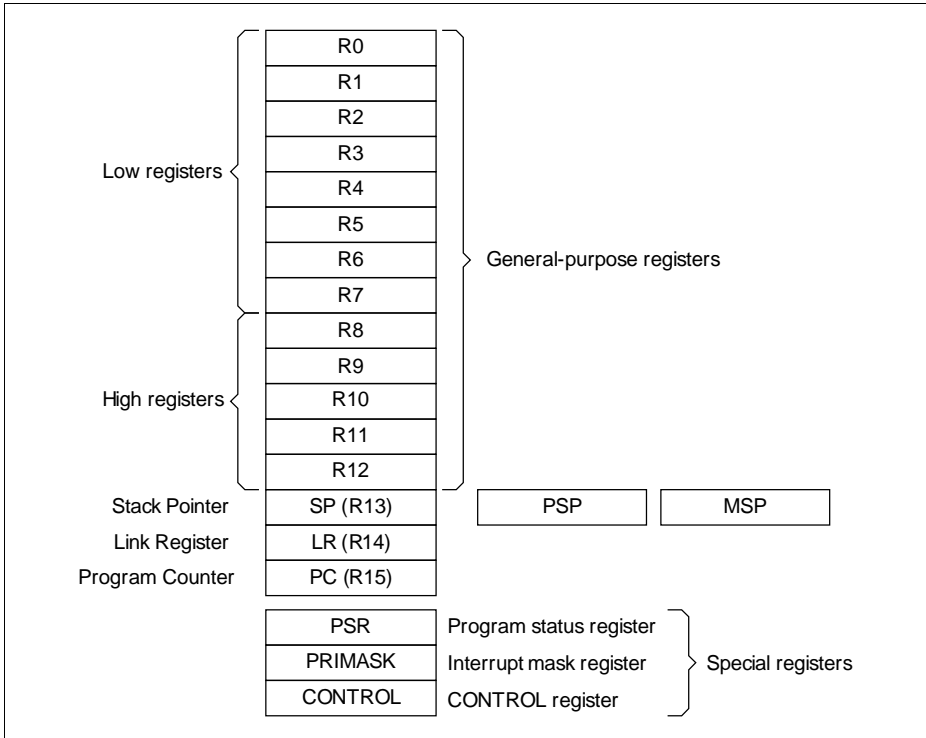 R0
R1
R2
R3
Low registers
R4
R5
R6
General-purpose registers
R7
R8
R9
High registers
R10
R11
R12
Stack Pointer SP (R13) PSP MSP
Link Register LR (R14)
Program Counter PC (R15)
PSR Program status register
PRIMASK Interrupt mask register Special registers
CONTROL CONTROL register